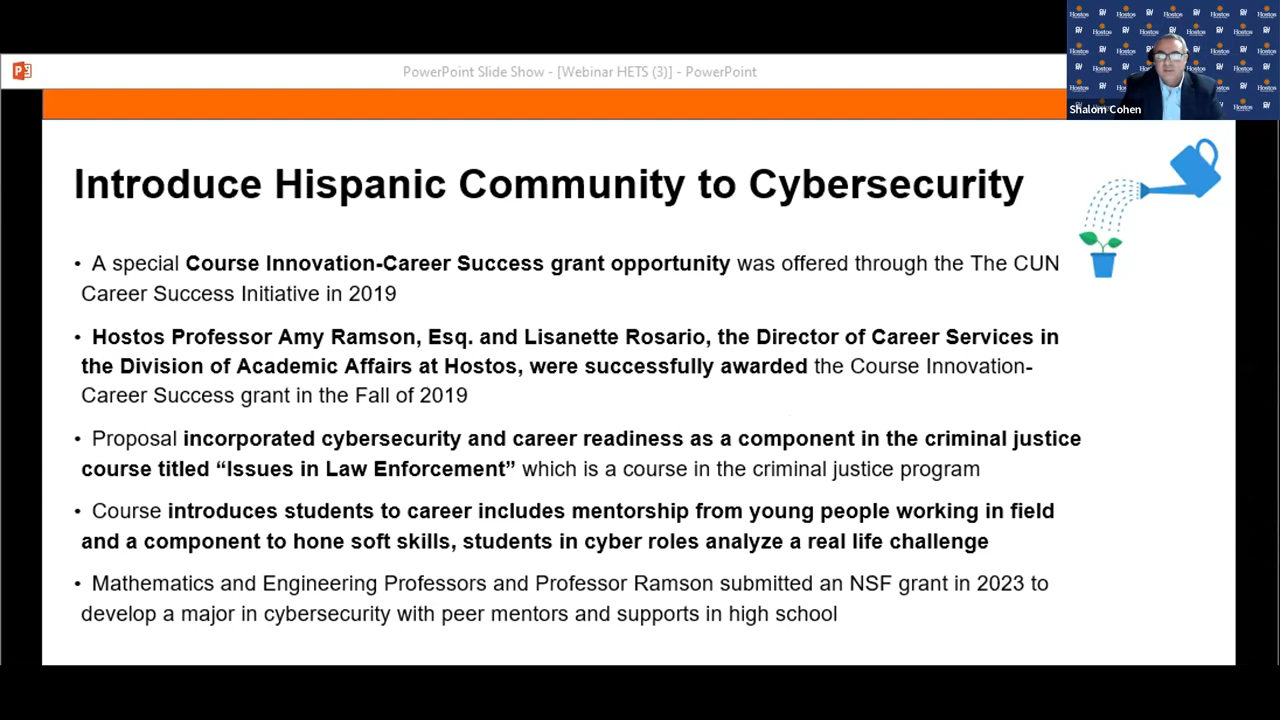 PowerPoint Slide Show - [Webinar HETS (3)] - PowerPoint
Shalom Cohen
Introduce Hispanic Community to Cybersecurity
• A special Course Innovation-Career Success grant opportunity was offered through the The CUN
Career Success Initiative in 2019
• Hostos Professor Amy Ramson, Esq. and Lisanette Rosario, the Director of Career Services in
the Division of Academic Affairs at Hostos, were successfully awarded the Course Innovation-
Career Success grant in the Fall of 2019
• Proposal incorporated cybersecurity and career readiness as a component in the criminal justice
course titled “Issues in Law Enforcement” which is a course in the criminal justice program
• Course introduces students to career includes mentorship from young people working in field
and a component to hone soft skills, students in cyber roles analyze a real life challenge
• Mathematics and Engineering Professors and Professor Ramson submitted an NSF grant in 2023 to
develop a major in cybersecurity with peer mentors and supports in high school